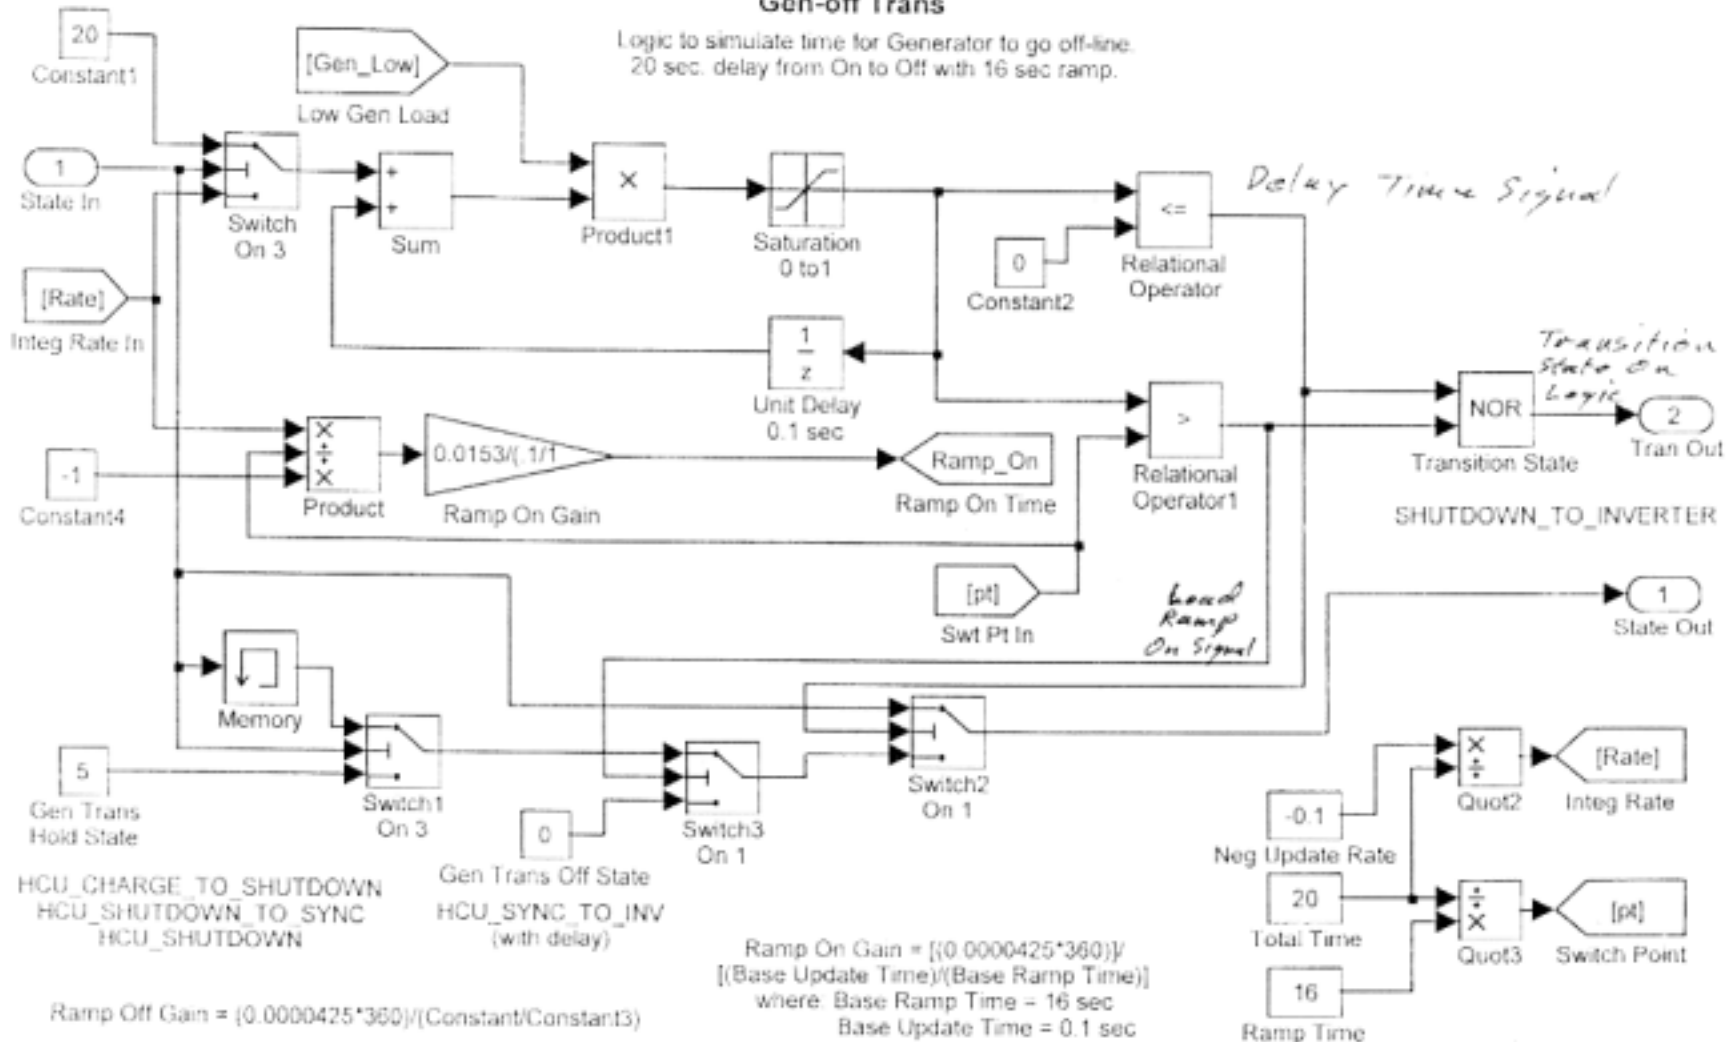 Gen-off Trans
Logic to simulate time for Generator to go off-line.
20 sec. delay from On to Off with 16 sec ramp.
20
Constant1
[Gen_Low]
Low Gen Load
1
State In
Switch
On 3
+
+
Sum
×
Product1
Saturation
0 to1
<=
Relational
Operator
Delay Time Signal
0
Constant2
[Rate]
Integ Rate In
1
z
Unit Delay
0.1 sec
>
Relational
Operator1
Transition
State On
Logic
NOR
Transition State
2
Tran Out
SHUTDOWN_TO_INVERTER
-1
Constant4
×
÷
×
Product
0.0153/(.1/1
Ramp On Gain
Ramp_On
Ramp On Time
[pt]
Swt Pt In
Load
Ramp
On Signal
1
State Out
Memory
5
Gen Trans
Hold State
Switch1
On 3
0
Gen Trans Off State
Switch3
On 1
Switch2
On 1
HCU_CHARGE_TO_SHUTDOWN
HCU_SHUTDOWN_TO_SYNC
HCU_SHUTDOWN
HCU_SYNC_TO_INV
(with delay)
-0.1
Neg Update Rate
×
÷
Quot2
[Rate]
Integ Rate
20
Total Time
÷
×
Quot3
[pt]
Switch Point
16
Ramp Time
Ramp Off Gain = (0.0000425*360)/(Constant/Constant3)
Ramp On Gain = [(0.0000425*360)]/
[(Base Update Time)/(Base Ramp Time)]
where: Base Ramp Time = 16 sec
Base Update Time = 0.1 sec